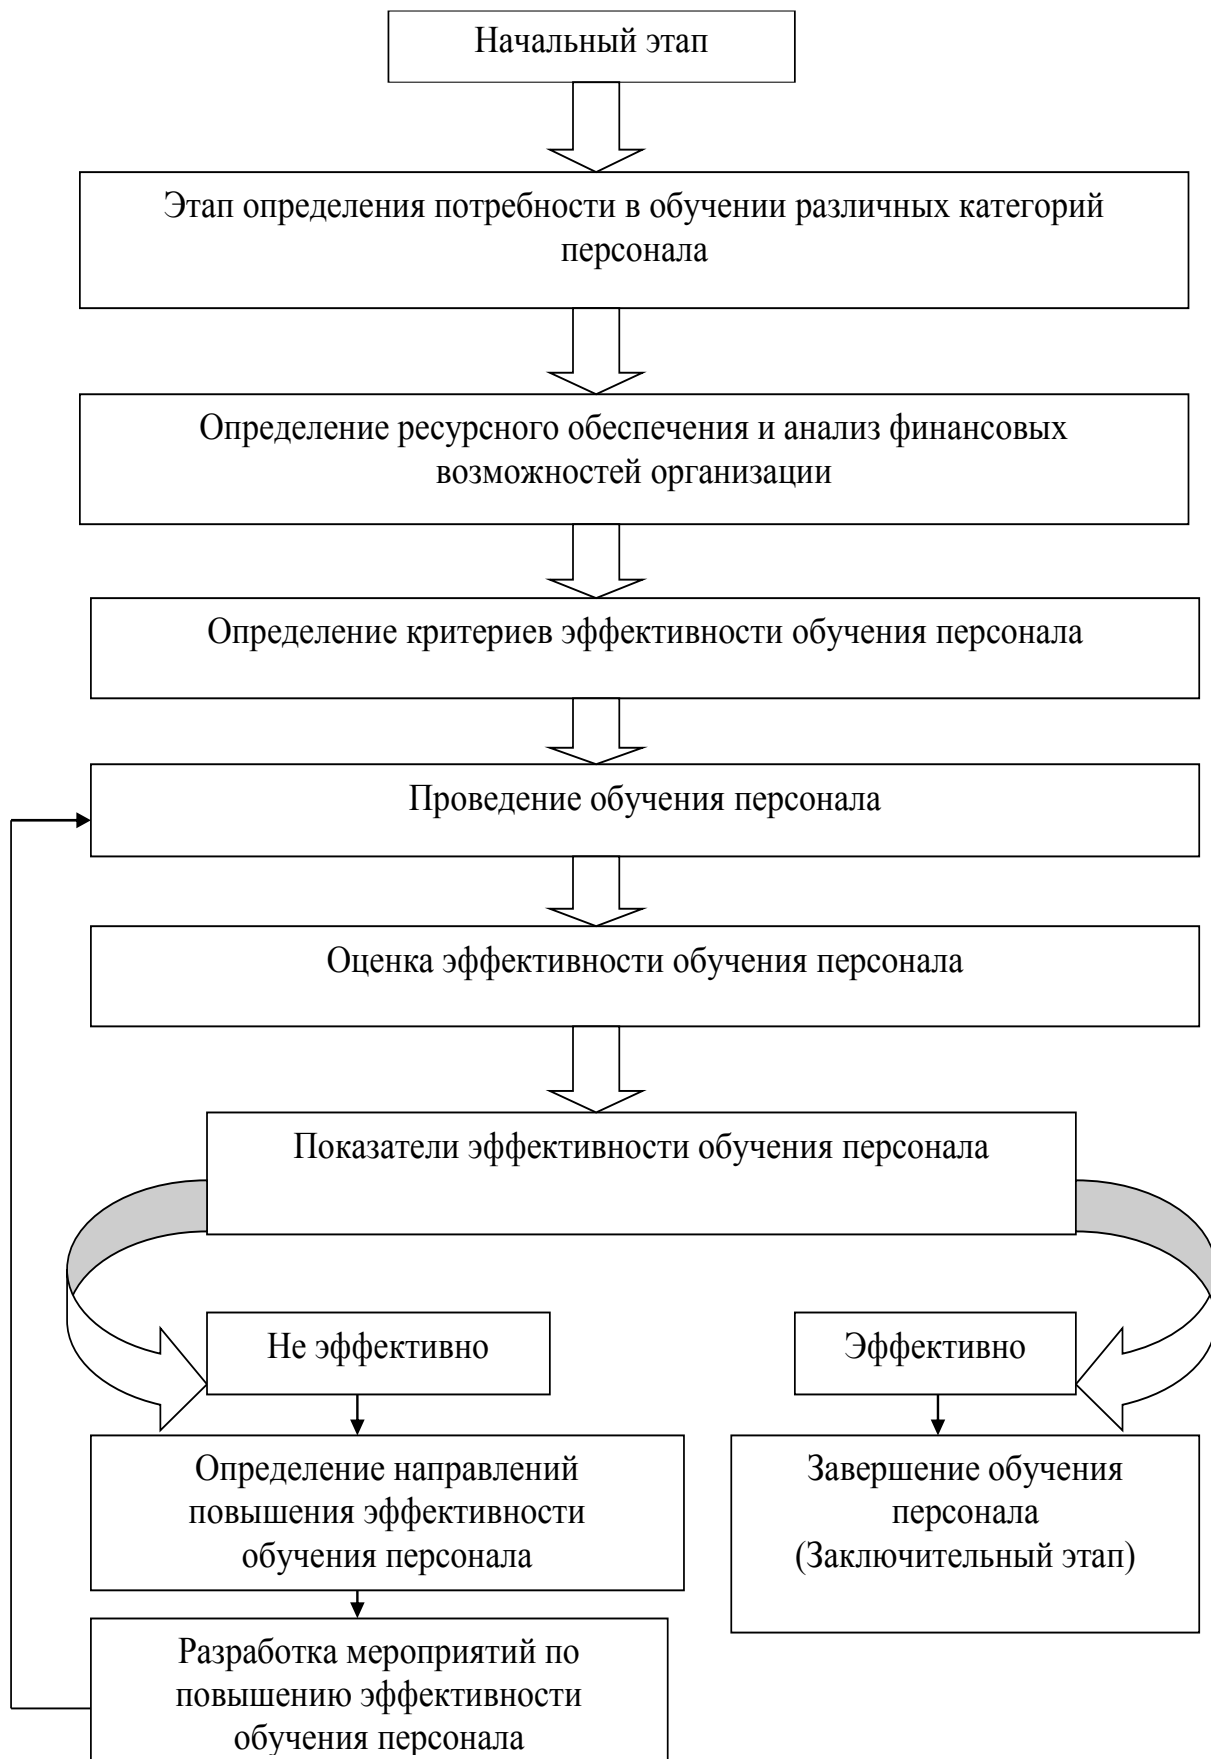 Начальный этап
Этап определения потребности в обучении различных категорий
персонала
Определение ресурсного обеспечения и анализ финансовых
возможностей организации
Определение критериев эффективности обучения персонала
Проведение обучения персонала
Оценка эффективности обучения персонала
Показатели эффективности обучения персонала
Не эффективно
Эффективно
Определение направлений
повышения эффективности
обучения персонала
Завершение обучения
персонала
(Заключительный этап)
Разработка мероприятий по
повышению эффективности
обучения персонала